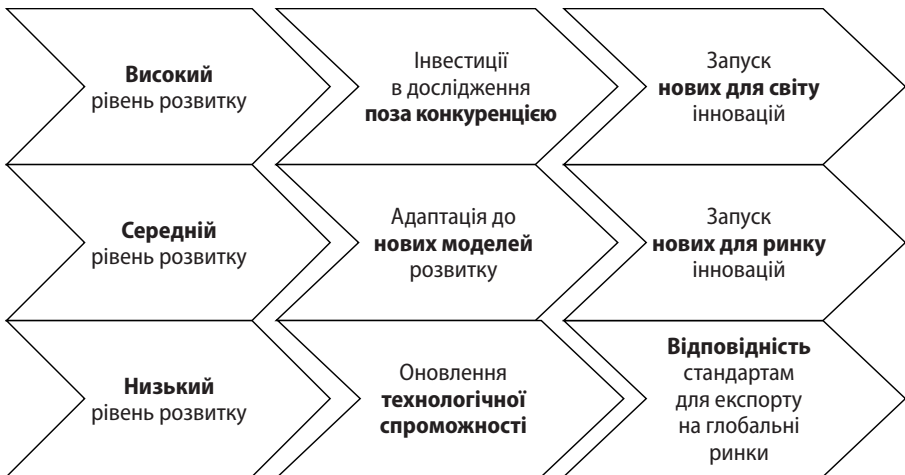 Високий
рівень розвитку
Інвестиції
в дослідження
поза конкуренцією
Запуск
нових для світу
інновацій
Середній
рівень розвитку
Адаптація до
нових моделей
розвитку
Запуск
нових для ринку
інновацій
Низький
рівень розвитку
Оновлення
технологічної
спроможності
Відповідність
стандартам
для експорту
на глобальні
ринки